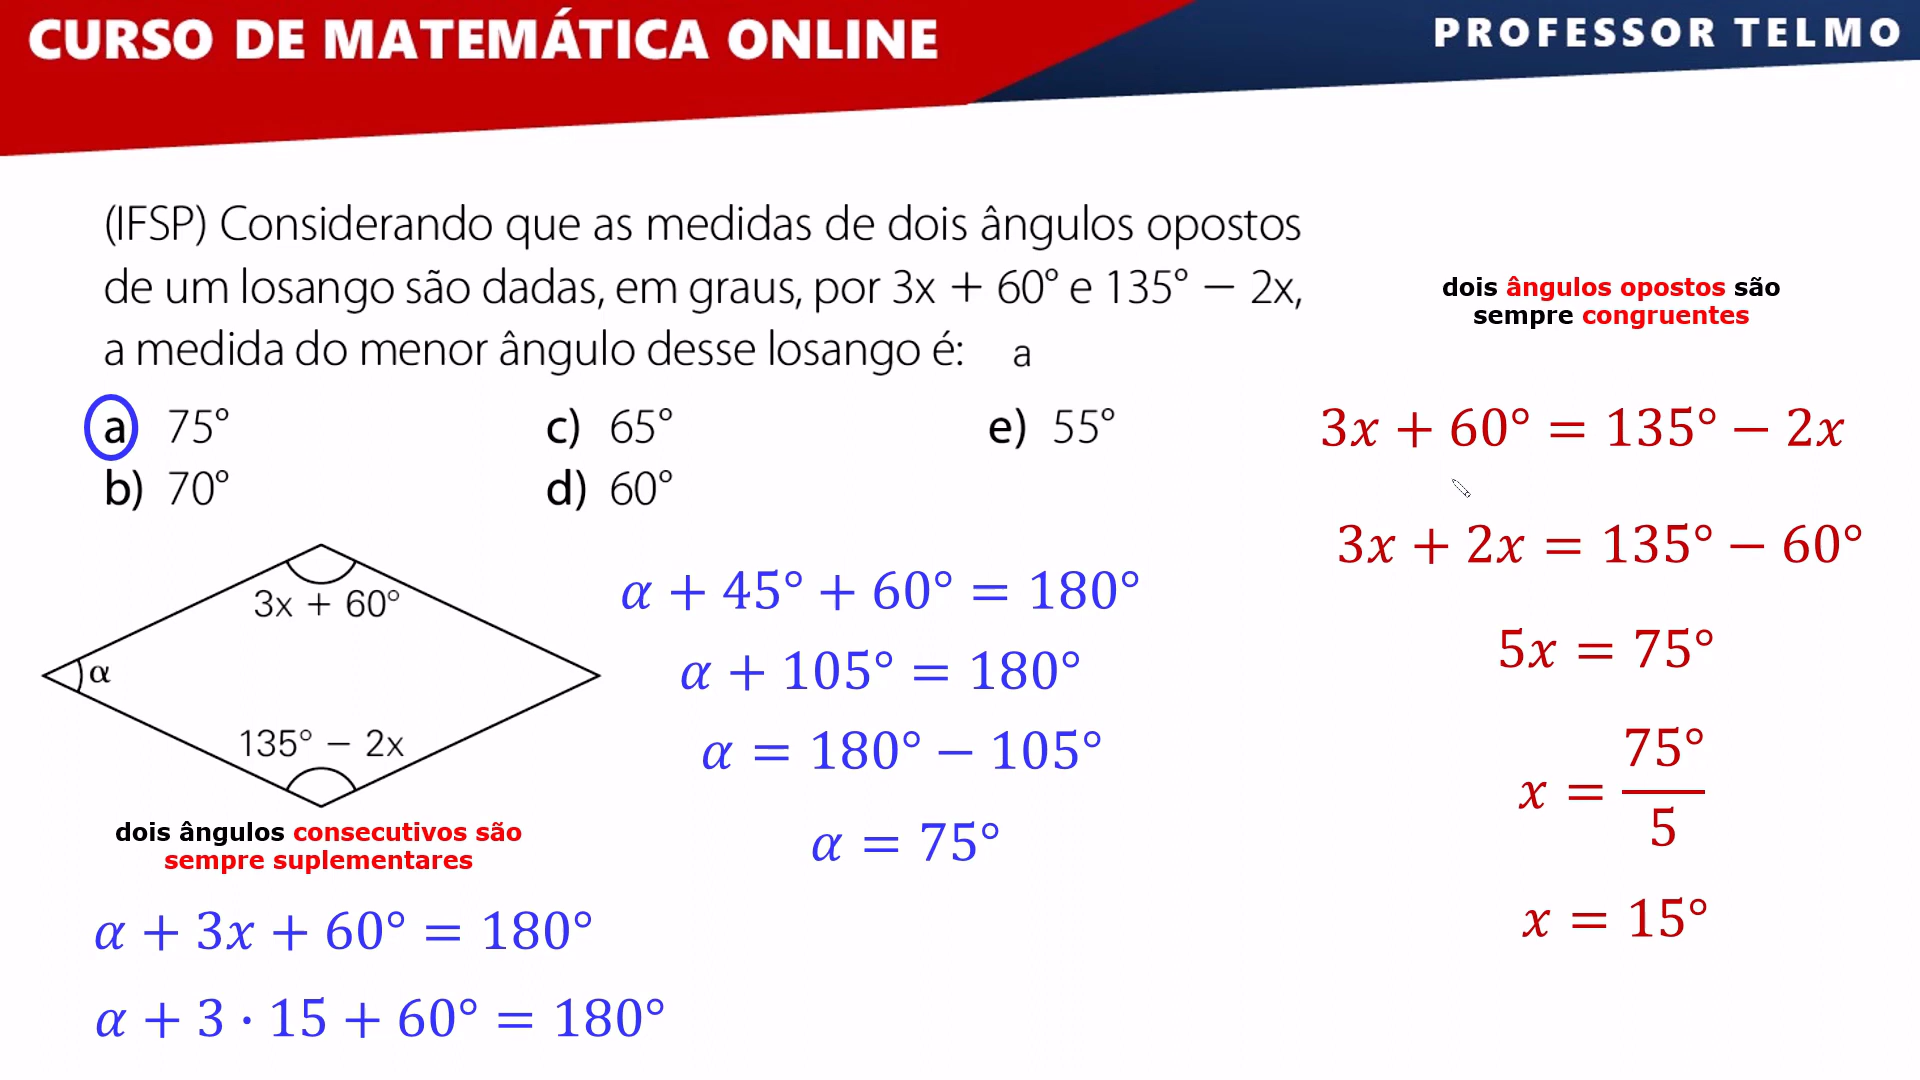 CURSO DE MATEMÁTICA ONLINE
PROFESSOR TELMO
(IFSP) Considerando que as medidas de dois ângulos opostos
de um losango são dadas, em graus, por 3x + 60° e 135° − 2x,
a medida do menor ângulo desse losango é: a
a 75°
c) 65°
e) 55°
b) 70°
d) 60°
3x + 60°
α
135° − 2x
dois ângulos consecutivos são
sempre suplementares
α + 3x + 60° = 180°
α + 3 · 15 + 60° = 180°
α + 45° + 60° = 180°
α + 105° = 180°
α = 180° − 105°
α = 75°
dois ângulos opostos são
sempre congruentes
3x + 60° = 135° − 2x
3x + 2x = 135° − 60°
5x = 75°
x = 75°/5
x = 15°